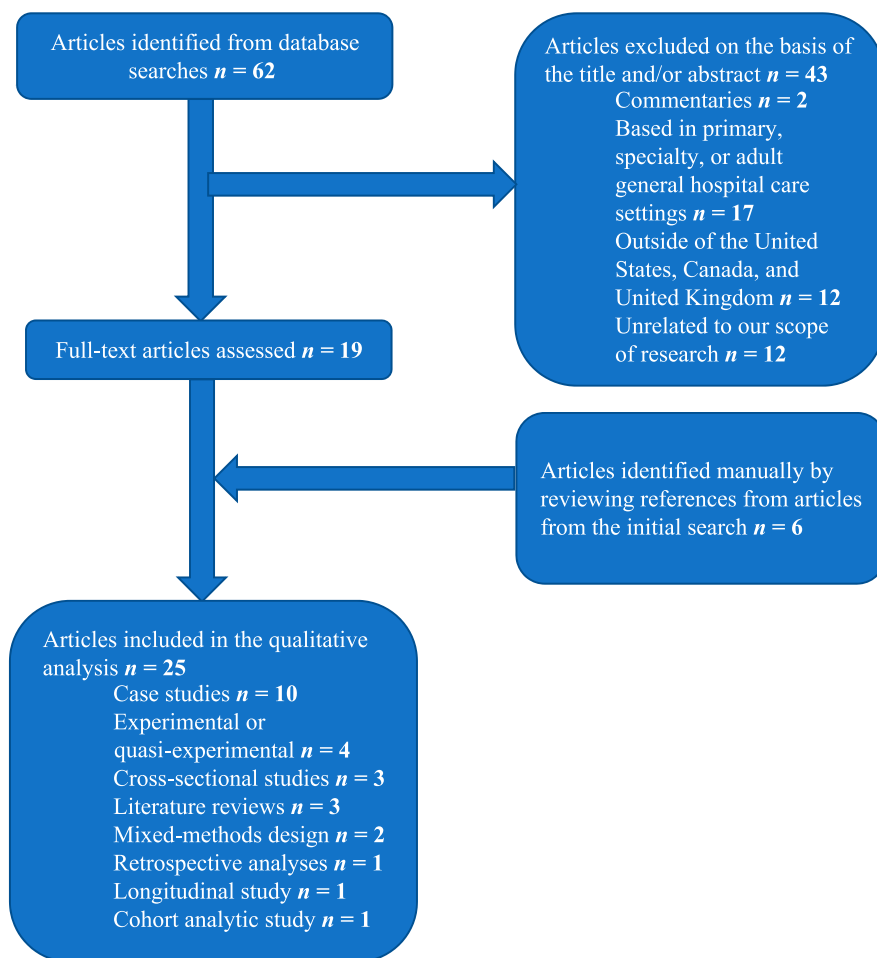 Articles identified from database
searches n = 62
Articles excluded on the basis of
the title and/or abstract n = 43
Commentaries n = 2
Based in primary,
specialty, or adult
general hospital care
settings n = 17
Outside of the United
States, Canada, and
United Kingdom n = 12
Unrelated to our scope
of research n = 12
Full-text articles assessed n = 19
Articles identified manually by
reviewing references from articles
from the initial search n = 6
Articles included in the qualitative
analysis n = 25
Case studies n = 10
Experimental or
quasi-experimental n = 4
Cross-sectional studies n = 3
Literature reviews n = 3
Mixed-methods design n = 2
Retrospective analyses n = 1
Longitudinal study n = 1
Cohort analytic study n = 1